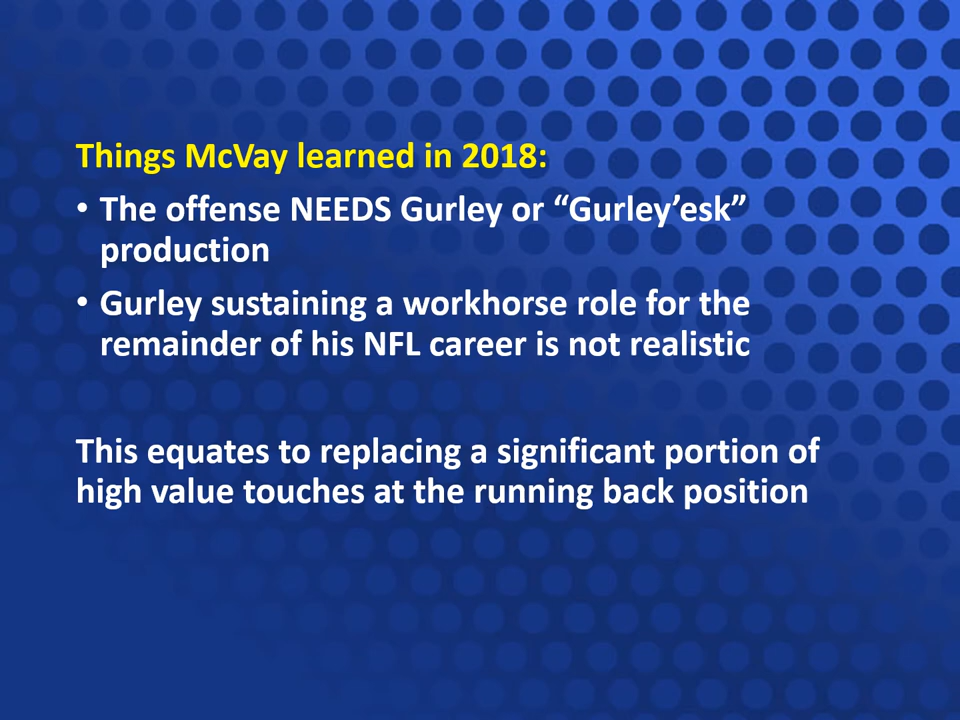 Things McVay learned in 2018:
• The offense NEEDS Gurley or “Gurley’esk”
production
• Gurley sustaining a workhorse role for the
remainder of his NFL career is not realistic
This equates to replacing a significant portion of
high value touches at the running back position